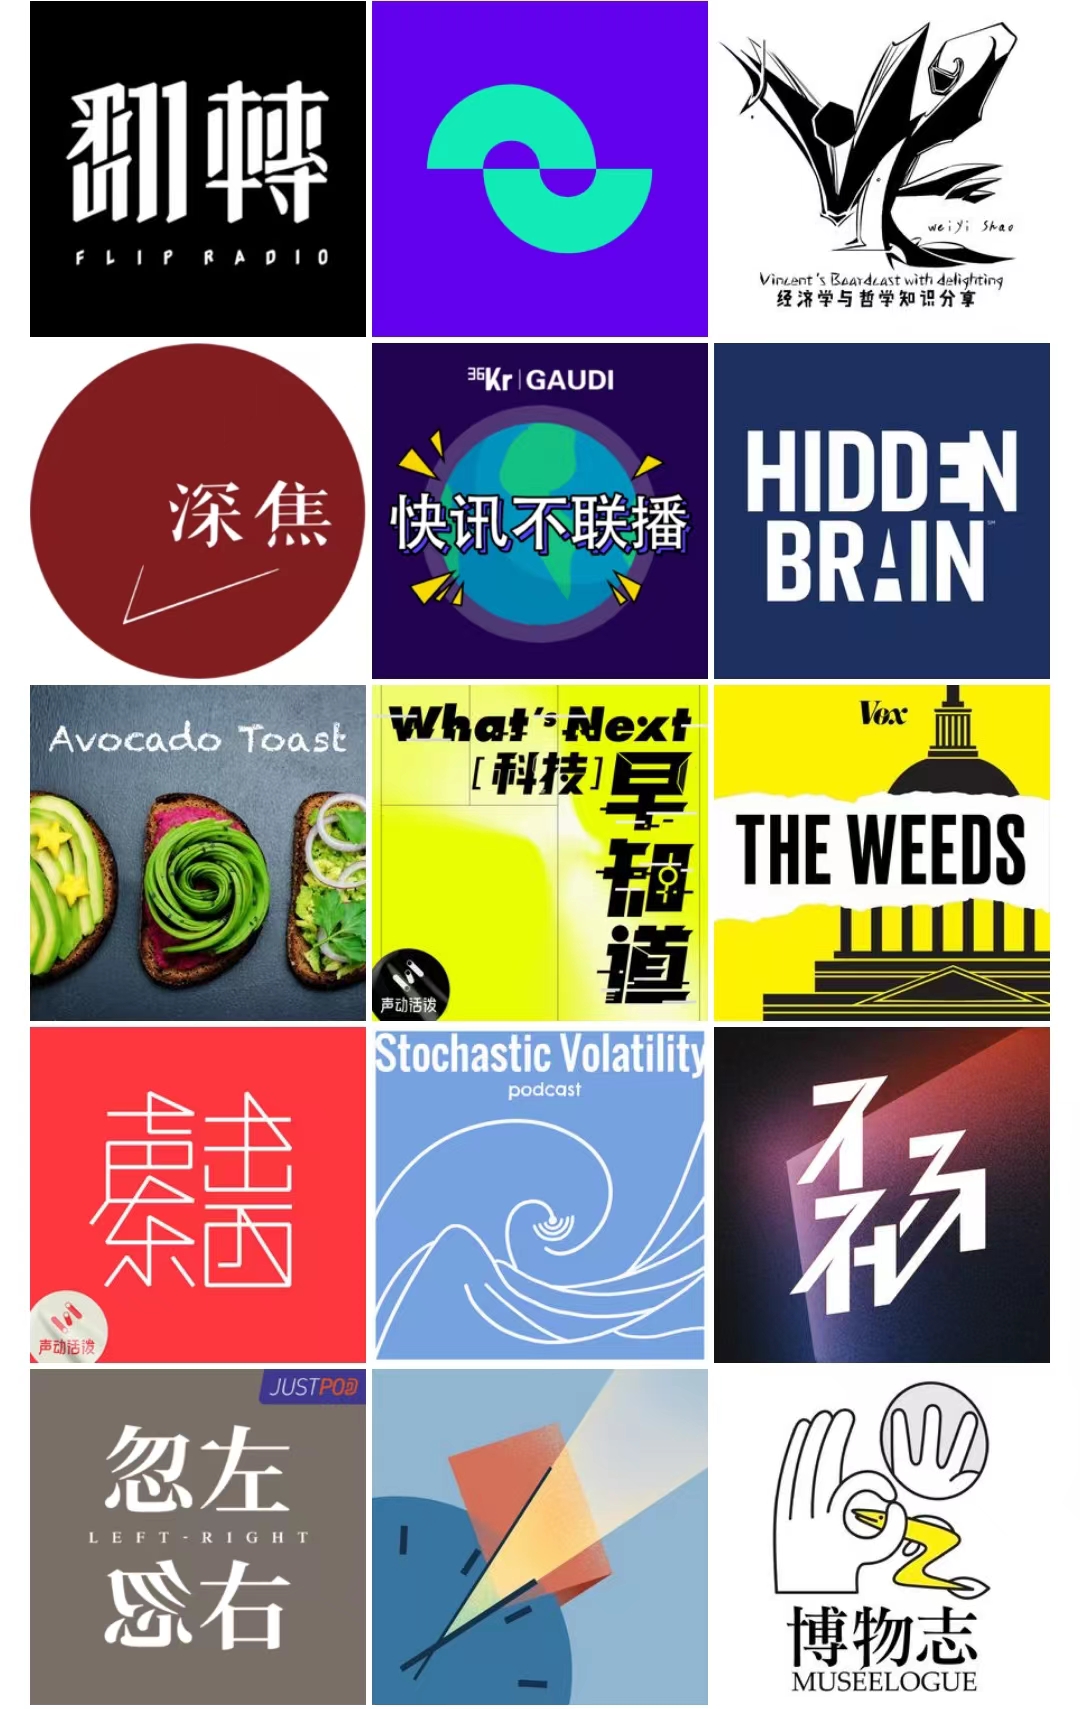 翻轉
FLIP RADIO
weiyi Shao
Vincent's Boardcast with delighting
经济学与哲学知识分享
深焦
36Kr | GAUDI
快讯不联播
HIDDEN
BRAIN
Avocado Toast
What's Next
[科技]
早知道
声动活泼
Vox
THE WEEDS
声东击西
声动活泼
Stochastic Volatility
podcast
不礼
JUSTPOD
忽左
LEFT-RIGHT
忽右
博物志
MUSEELOGUE